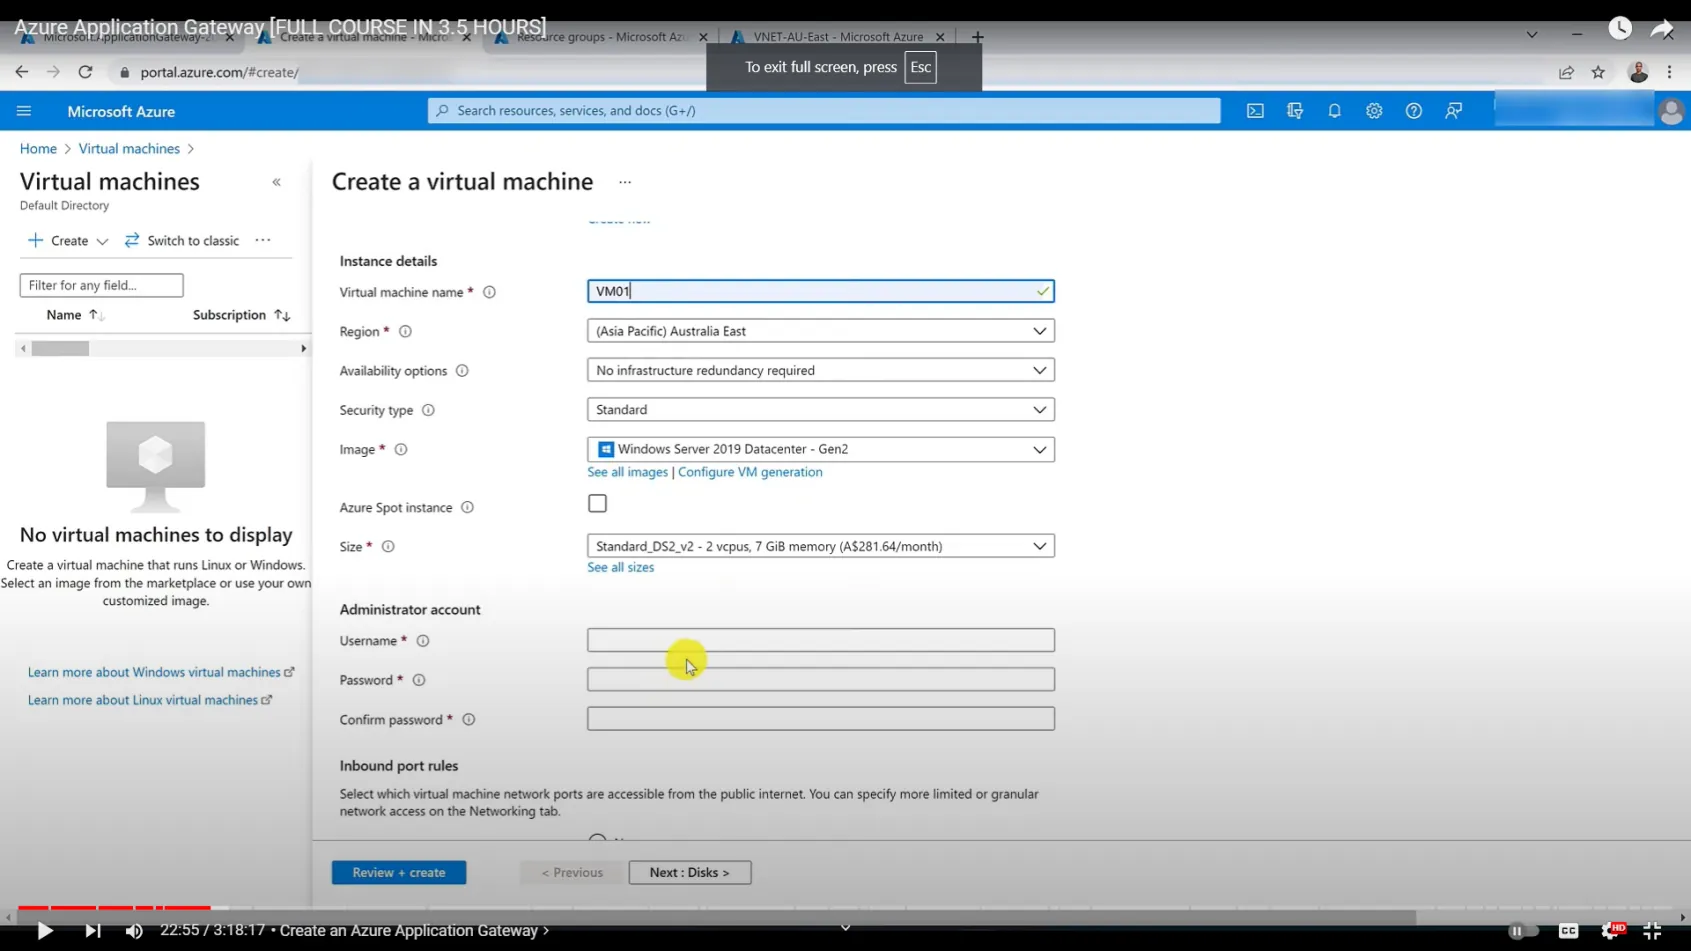 Azure Application Gateway [FULL COURSE IN 3.5 HOURS]
Microsoft.ApplicationGateway-2
Create a virtual machine - Micro
Resource groups - Microsoft Az
VNET-AU-East - Microsoft Azure
To exit full screen, press Esc
portal.azure.com/#create/
Microsoft Azure
Search resources, services, and docs (G+/)
Home > Virtual machines >
Virtual machines
Default Directory
Create
Switch to classic
Filter for any field...
Name
Subscription
No virtual machines to display
Create a virtual machine that runs Linux or Windows.
Select an image from the marketplace or use your own
customized image.
Learn more about Windows virtual machines
Learn more about Linux virtual machines
Create a virtual machine ...
Create new
Instance details
Virtual machine name * VM01
Region * (Asia Pacific) Australia East
Availability options No infrastructure redundancy required
Security type Standard
Image * Windows Server 2019 Datacenter - Gen2
See all images | Configure VM generation
Azure Spot instance
Size * Standard_DS2_v2 - 2 vcpus, 7 GiB memory (A$281.64/month)
See all sizes
Administrator account
Username *
Password *
Confirm password *
Inbound port rules
Select which virtual machine network ports are accessible from the public internet. You can specify more limited or granular
network access on the Networking tab.
Review + create
< Previous
Next : Disks >
22:55 / 3:18:17 • Create an Azure Application Gateway >
CC
HD